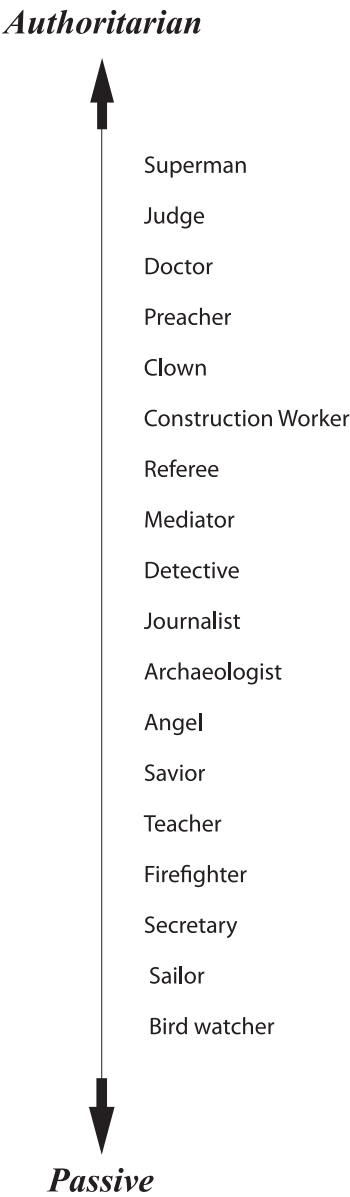 Authoritarian
Superman
Judge
Doctor
Preacher
Clown
Construction Worker
Referee
Mediator
Detective
Journalist
Archaeologist
Angel
Savior
Teacher
Firefighter
Secretary
Sailor
Bird watcher
Passive